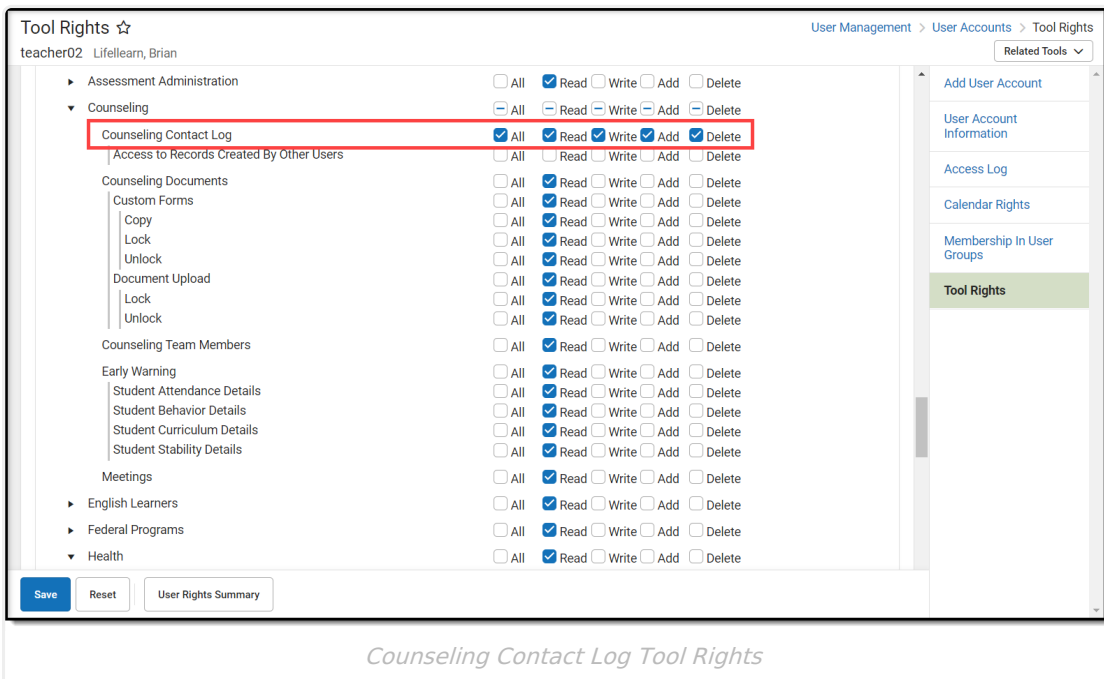 Tool Rights
User Management > User Accounts > Tool Rights
teacher02 Lifellearn, Brian
Related Tools
Assessment Administration All Read Write Add Delete
Counseling All Read Write Add Delete
Counseling Contact Log All Read Write Add Delete
Access to Records Created By Other Users All Read Write Add Delete
Counseling Documents All Read Write Add Delete
Custom Forms All Read Write Add Delete
Copy All Read Write Add Delete
Lock All Read Write Add Delete
Unlock All Read Write Add Delete
Document Upload All Read Write Add Delete
Lock All Read Write Add Delete
Unlock All Read Write Add Delete
Counseling Team Members All Read Write Add Delete
Early Warning All Read Write Add Delete
Student Attendance Details All Read Write Add Delete
Student Behavior Details All Read Write Add Delete
Student Curriculum Details All Read Write Add Delete
Student Stability Details All Read Write Add Delete
Meetings All Read Write Add Delete
English Learners All Read Write Add Delete
Federal Programs All Read Write Add Delete
Health All Read Write Add Delete
Add User Account
User Account
Information
Access Log
Calendar Rights
Membership In User
Groups
Tool Rights
Save Reset User Rights Summary
Counseling Contact Log Tool Rights